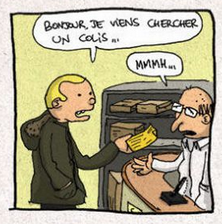 BONJOUR, JE VIENS CHERCHER
UN COLIS...
MMMH...